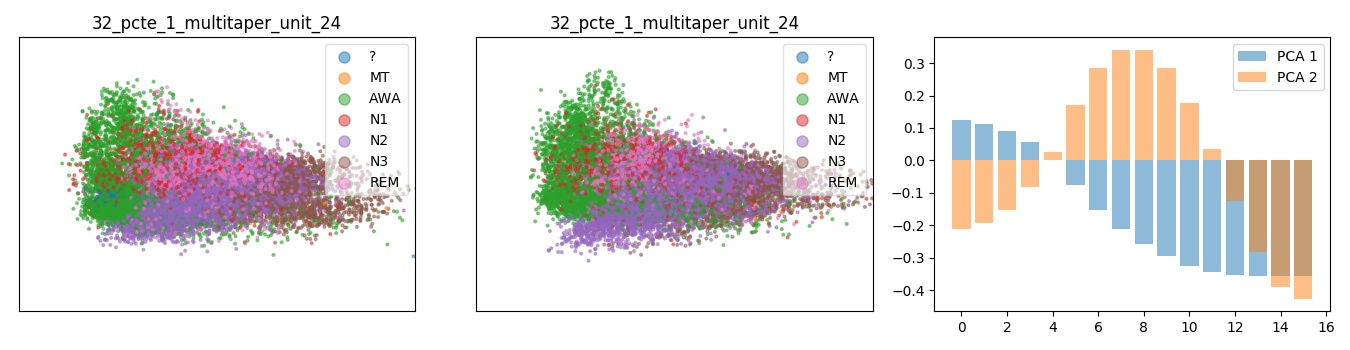 32_pcte_1_multitaper_unit_24
?
MT
AWA
N1
N2
N3
REM
32_pcte_1_multitaper_unit_24
?
MT
AWA
N1
N2
N3
REM
PCA 1
PCA 2
0.3
0.2
0.1
0.0
−0.1
−0.2
−0.3
−0.4
0 2 4 6 8 10 12 14 16